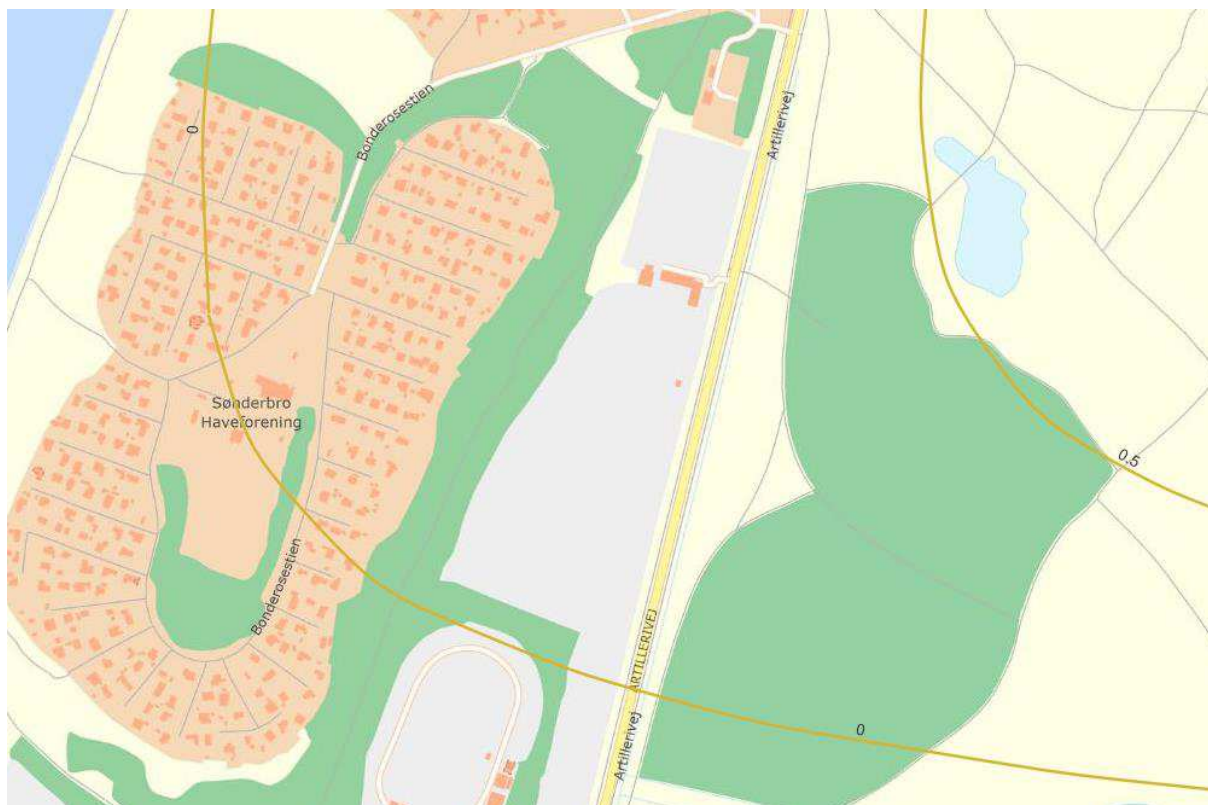 Bonderosestien
Artillerivej
0
Sønderbro
Haveforening
0.5
Bonderosestien
ARTILLERIVEJ
Artillerivej
0